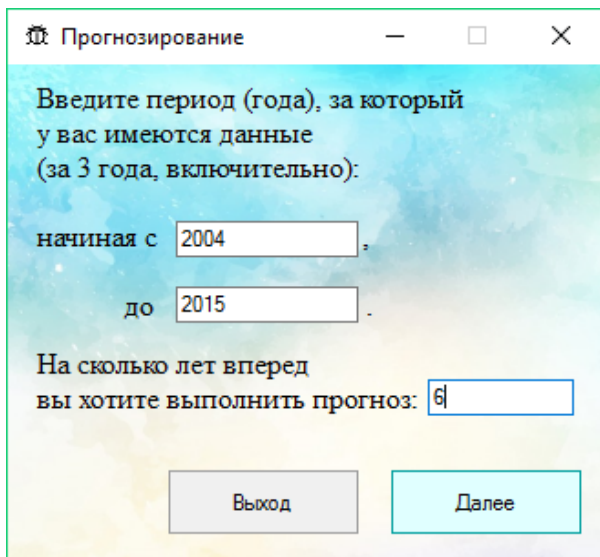 Прогнозирование
Введите период (года), за который
у вас имеются данные
(за 3 года, включительно):
начиная с 2004 ,
до 2015 .
На сколько лет вперед
вы хотите выполнить прогноз: 6
Выход Далее